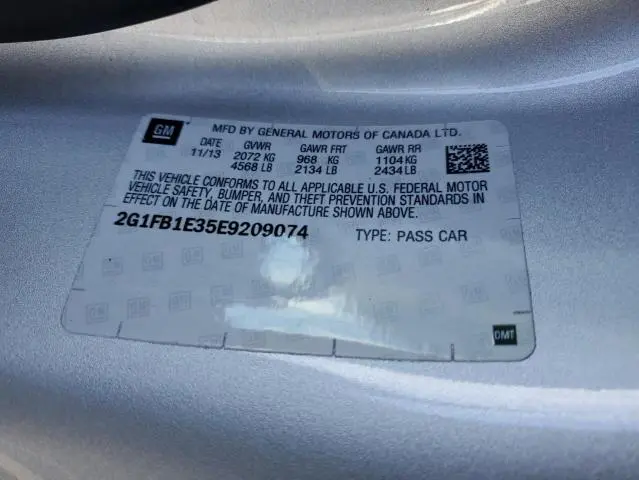 GM
MFD BY GENERAL MOTORS OF CANADA LTD.
DATE GVWR GAWR FRT GAWR RR
11/13 2072 KG 968 KG 1104 KG
4568 LB 2134 LB 2434 LB
THIS VEHICLE CONFORMS TO ALL APPLICABLE U.S. FEDERAL MOTOR
VEHICLE SAFETY, BUMPER, AND THEFT PREVENTION STANDARDS IN
EFFECT ON THE DATE OF MANUFACTURE SHOWN ABOVE.
2G1FB1E35E9209074 TYPE: PASS CAR
OMT